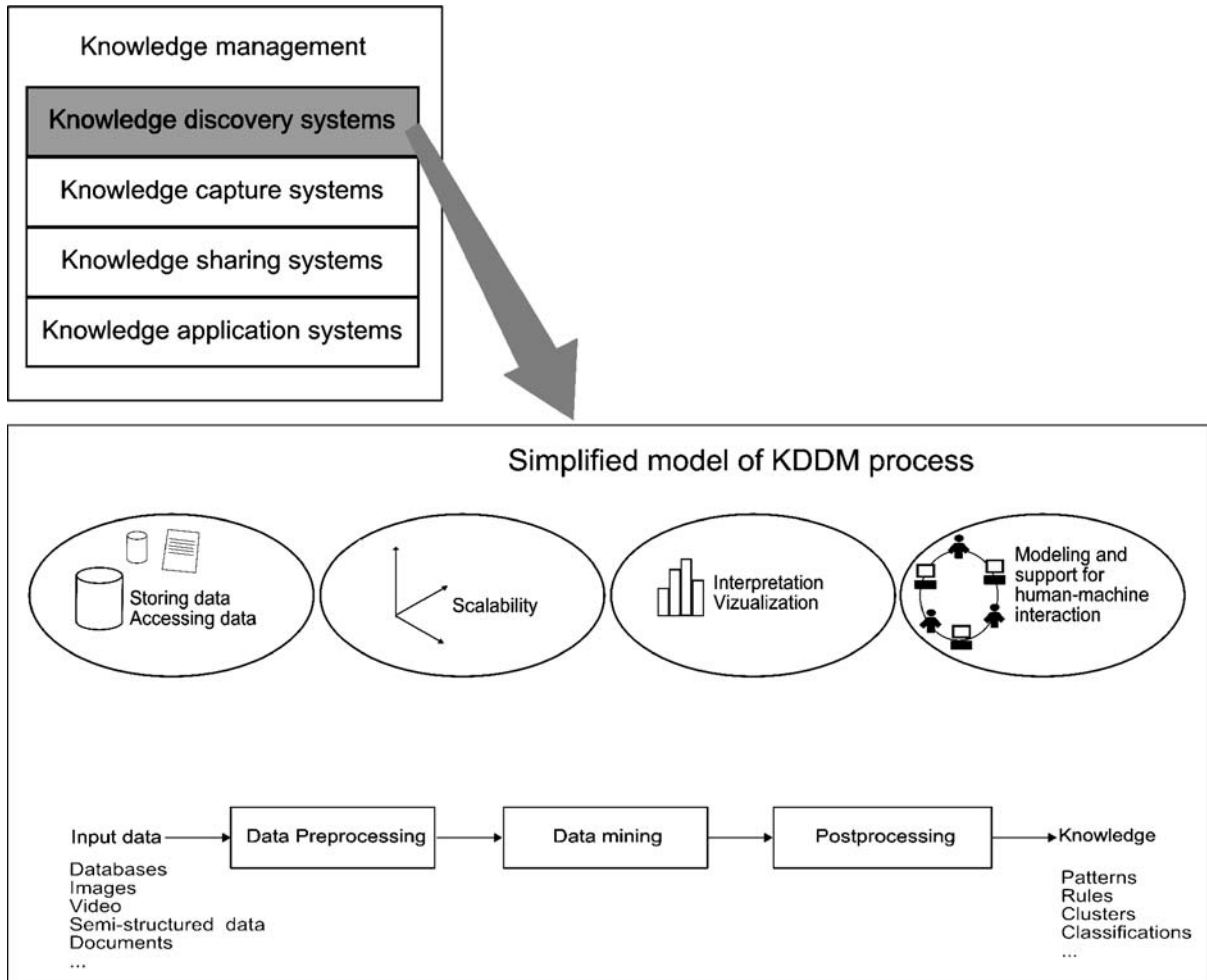 Knowledge management
Knowledge discovery systems
Knowledge capture systems
Knowledge sharing systems
Knowledge application systems
Simplified model of KDDM process
Storing data
Accessing data
Scalability
Interpretation
Vizualization
Modeling and
support for
human-machine
interaction
Input data
Data Preprocessing
Data mining
Postprocessing
Knowledge
Databases
Images
Video
Semi-structured data
Documents
...
Patterns
Rules
Clusters
Classifications
...